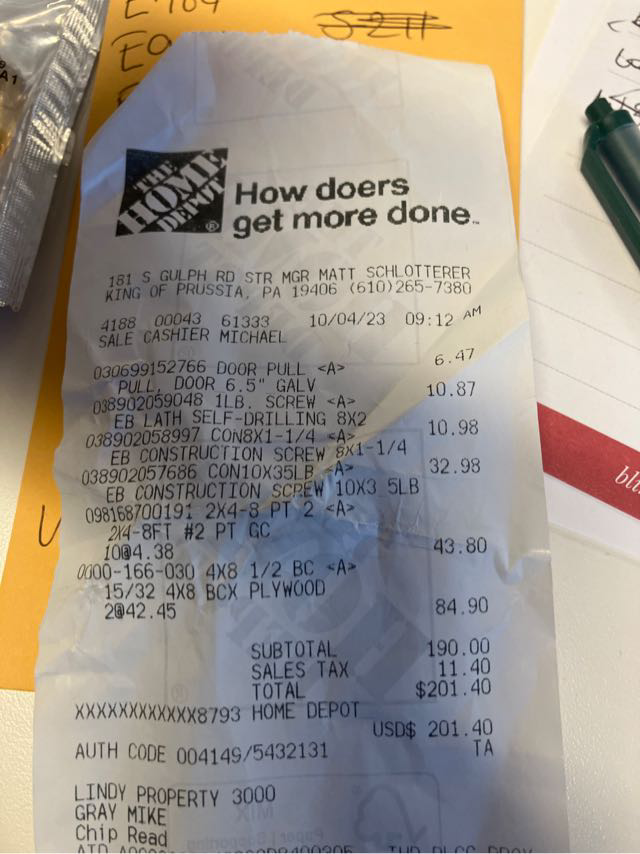 THE
HOME
DEPOT
®
How doers
get more done™
181 S GULPH RD STR MGR MATT SCHLOTTERER
KING OF PRUSSIA, PA 19406 (610)265-7380
4188 00043 61333 10/04/23 09:12 AM
SALE CASHIER MICHAEL
030699152766 DOOR PULL <A> 6.47
PULL, DOOR 6.5" GALV
038902059048 1LB. SCREW <A> 10.87
EB LATH SELF-DRILLING 8X2
038902058997 CON8X1-1/4 <A> 10.98
EB CONSTRUCTION SCREW 8X1-1/4
038902057686 CON10X35LB <A> 32.98
EB CONSTRUCTION SCREW 10X3 5LB
098168700191 2X4-8 PT 2 <A>
2X4-8FT #2 PT GC
10@4.38 43.80
0000-166-030 4X8 1/2 BC <A>
15/32 4X8 BCX PLYWOOD
2@42.45 84.90
SUBTOTAL 190.00
SALES TAX 11.40
TOTAL $201.40
XXXXXXXXXXXX8793 HOME DEPOT
USD$ 201.40
AUTH CODE 004149/5432131 TA
LINDY PROPERTY 3000
GRAY MIKE
Chip Read